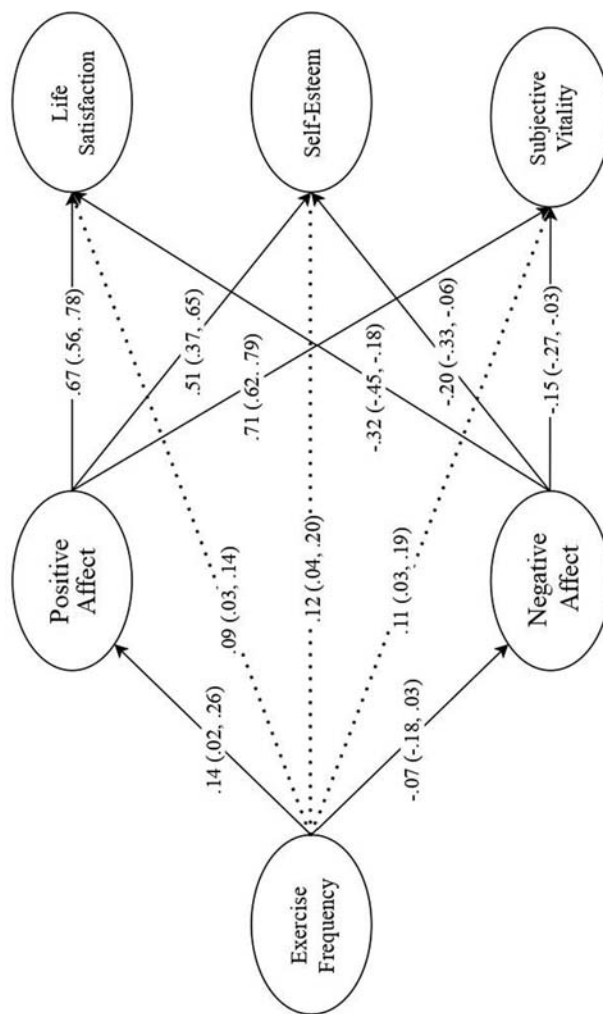 Life
Satisfaction
Self-Esteem
Subjective
Vitality
.67 (.56, .78)
.51 (.37, .65)
.71 (.62, .79)
-.32 (-.45, -.18)
-.20 (-.33, -.06)
-.15 (-.27, -.03)
Positive
Affect
.09 (.03, .14)
.12 (.04, .20)
.11 (.03, .19)
Negative
Affect
.14 (.02, .26)
-.07 (-.18, .03)
Exercise
Frequency